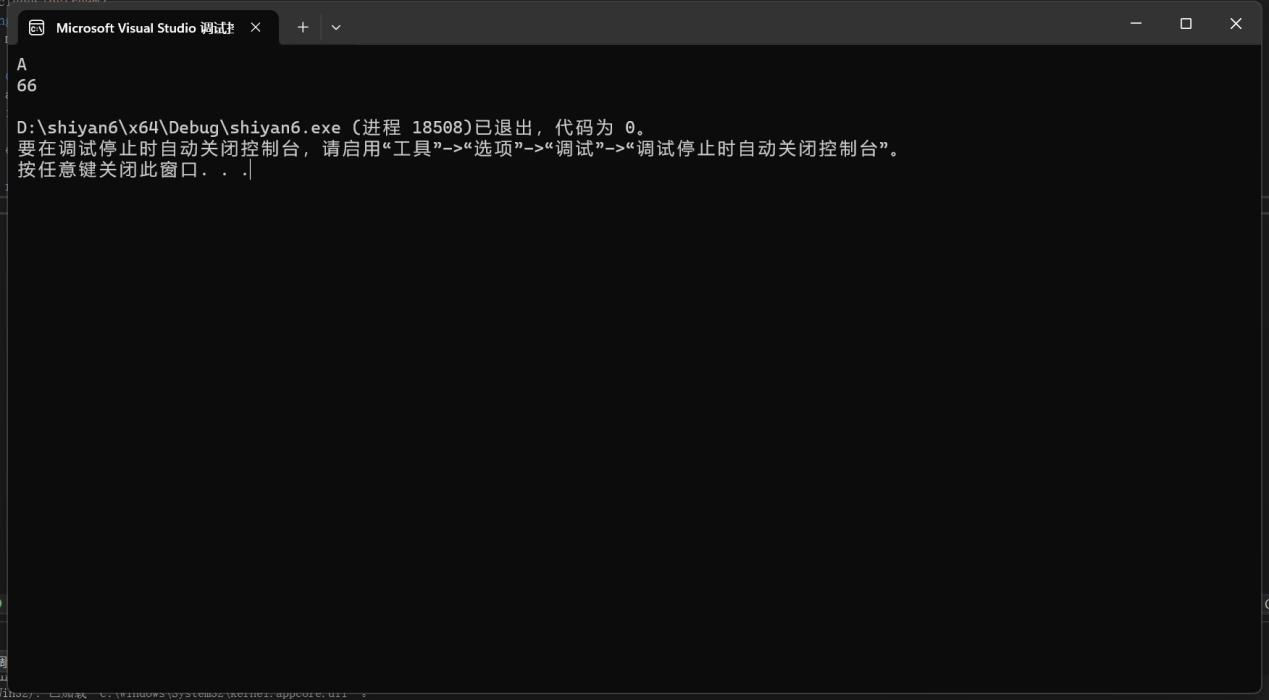 Microsoft Visual Studio 调试控
A
66
D:\shiyan6\x64\Debug\shiyan6.exe (进程 18508)已退出，代码为 0。
要在调试停止时自动关闭控制台，请启用“工具”->“选项”->“调试”->“调试停止时自动关闭控制台”。
按任意键关闭此窗口. . .